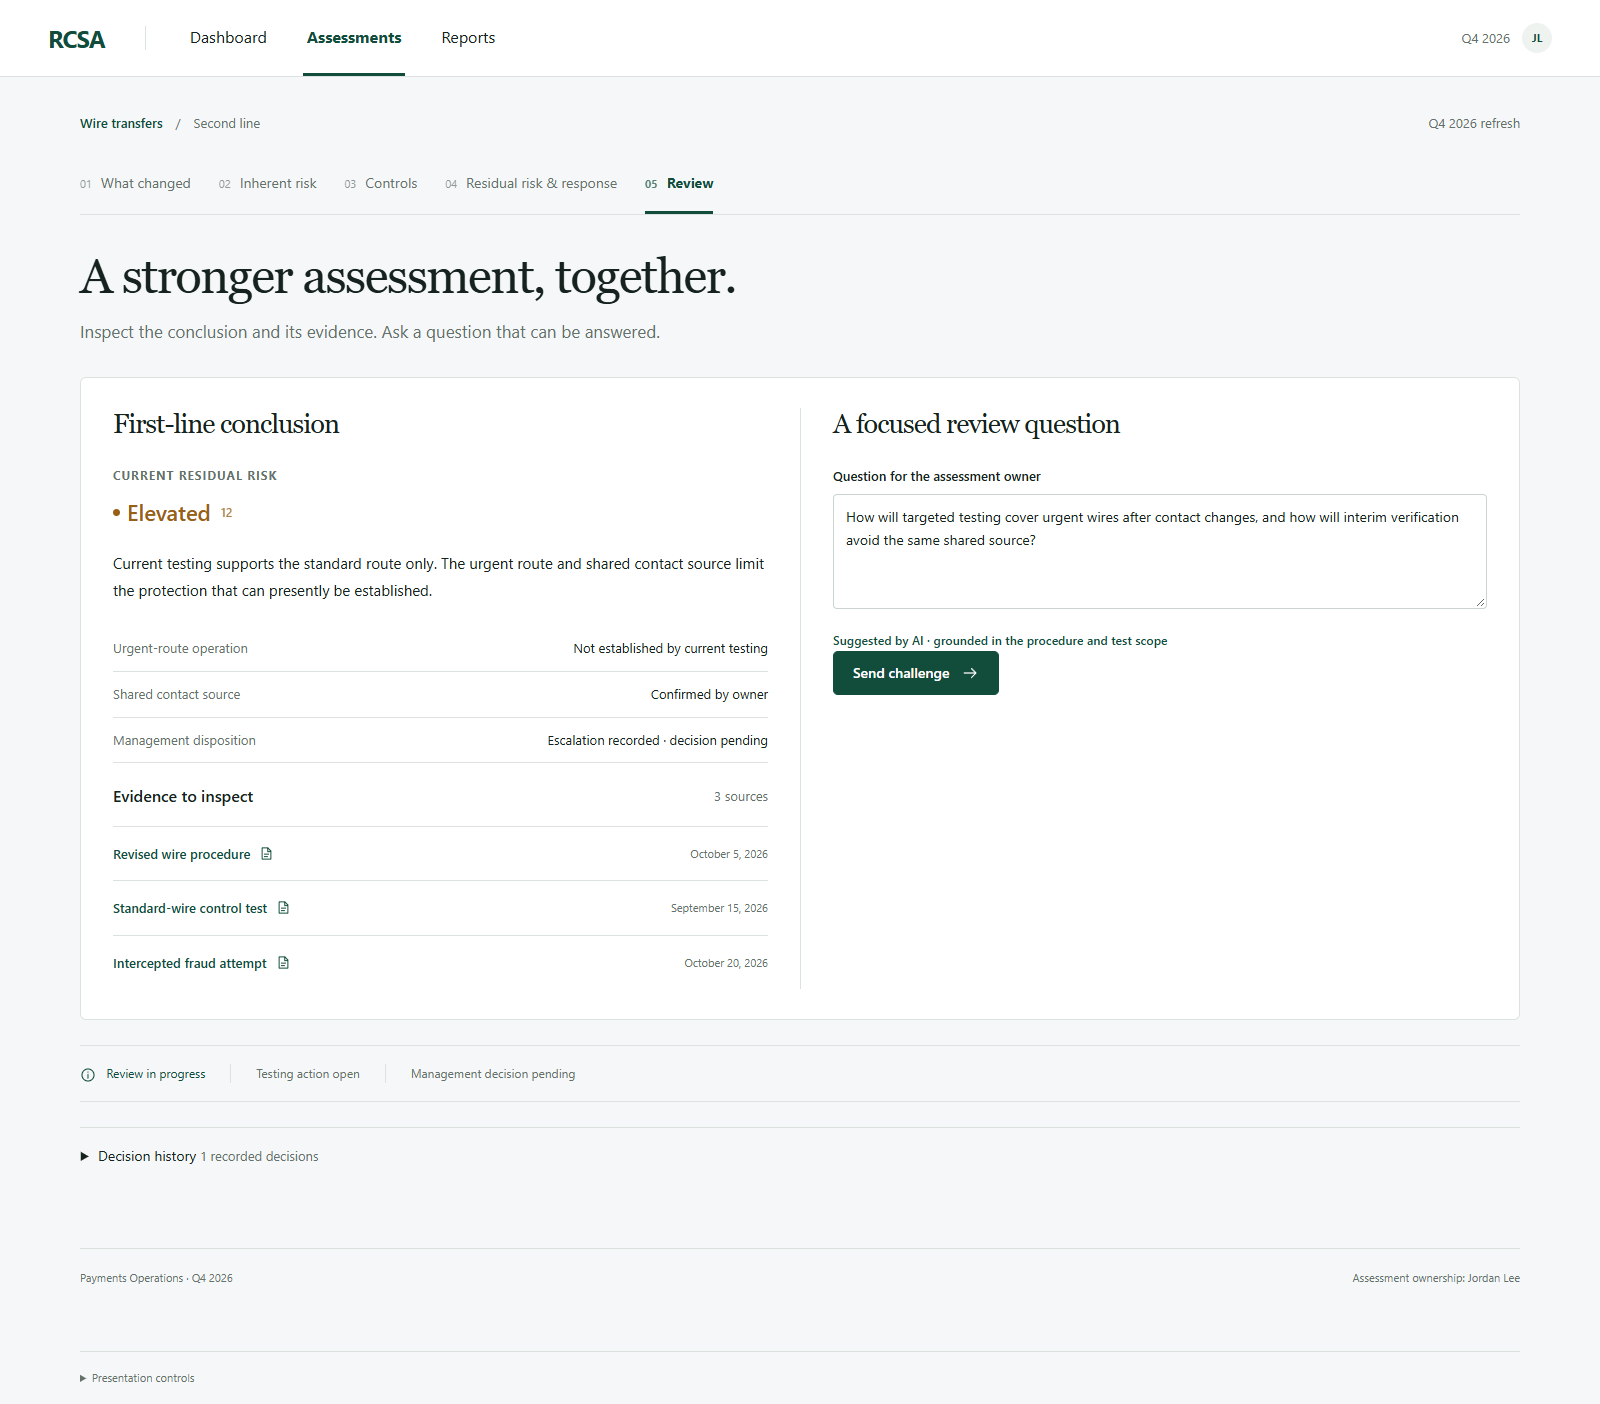 RCSA
Dashboard
Assessments
Reports
Q4 2026
JL
Wire transfers / Second line
Q4 2026 refresh
01 What changed
02 Inherent risk
03 Controls
04 Residual risk & response
05 Review
A stronger assessment, together.
Inspect the conclusion and its evidence. Ask a question that can be answered.
First-line conclusion
CURRENT RESIDUAL RISK
• Elevated 12
Current testing supports the standard route only. The urgent route and shared contact source limit
the protection that can presently be established.
Urgent-route operation Not established by current testing
Shared contact source Confirmed by owner
Management disposition Escalation recorded · decision pending
Evidence to inspect 3 sources
Revised wire procedure October 5, 2026
Standard-wire control test September 15, 2026
Intercepted fraud attempt October 20, 2026
A focused review question
Question for the assessment owner
How will targeted testing cover urgent wires after contact changes, and how will interim verification
avoid the same shared source?
Suggested by AI · grounded in the procedure and test scope
Send challenge →
Review in progress
Testing action open
Management decision pending
Decision history 1 recorded decisions
Payments Operations · Q4 2026
Assessment ownership: Jordan Lee
Presentation controls